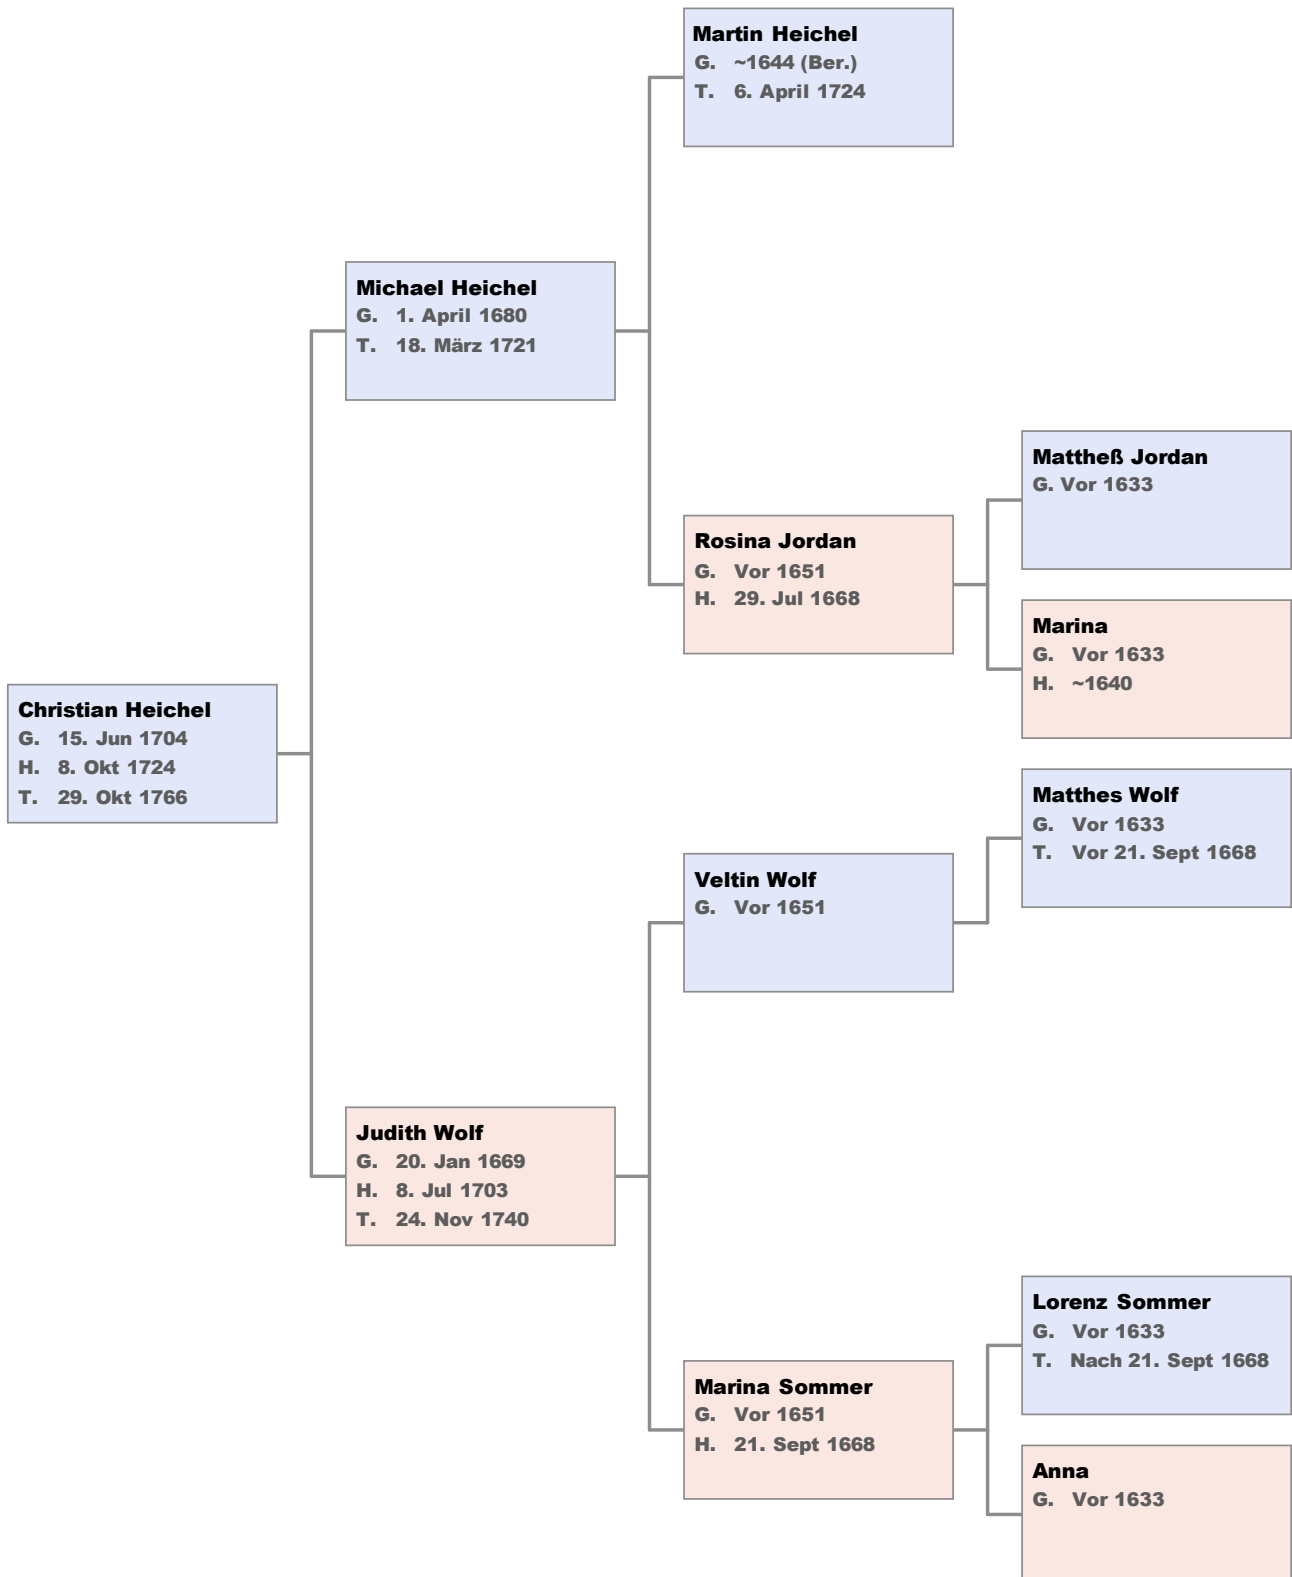 Martin Heichel
G. ~1644 (Ber.)
T. 6. April 1724
Michael Heichel
G. 1. April 1680
T. 18. März 1721
Mattheß Jordan
G. Vor 1633
Rosina Jordan
G. Vor 1651
H. 29. Jul 1668
Marina
G. Vor 1633
H. ~1640
Christian Heichel
G. 15. Jun 1704
H. 8. Okt 1724
T. 29. Okt 1766
Matthes Wolf
G. Vor 1633
T. Vor 21. Sept 1668
Veltin Wolf
G. Vor 1651
Judith Wolf
G. 20. Jan 1669
H. 8. Jul 1703
T. 24. Nov 1740
Lorenz Sommer
G. Vor 1633
T. Nach 21. Sept 1668
Marina Sommer
G. Vor 1651
H. 21. Sept 1668
Anna
G. Vor 1633